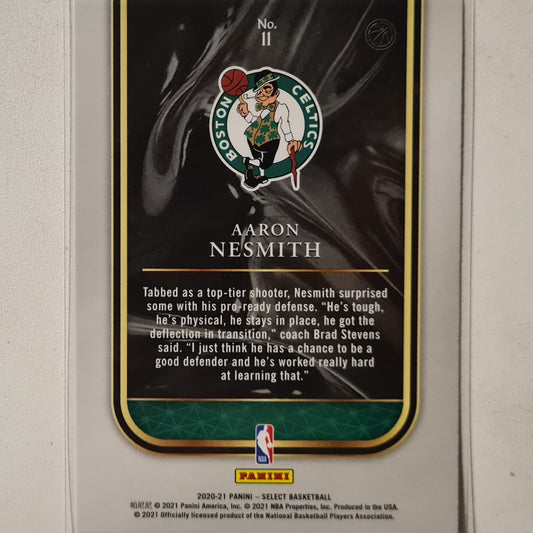 No.
11
BOSTON CELTICS
AARON
NESMITH
Tabbed as a top-tier shooter, Nesmith surprised
some with his pro-ready defense. “He’s tough,
he’s physical, he stays in place, he got the
deflection in transition,” coach Brad Stevens
said. “I just think he has a chance to be a
good defender and he’s worked really hard
at learning that.”
NBA
PANINI
2020-21 PANINI – SELECT BASKETBALL
帕尼尼 © 2021 Panini America, Inc. © 2021 NBA Properties, Inc. Produced in the USA.
© 2021 Officially licensed product of the National Basketball Players Association.